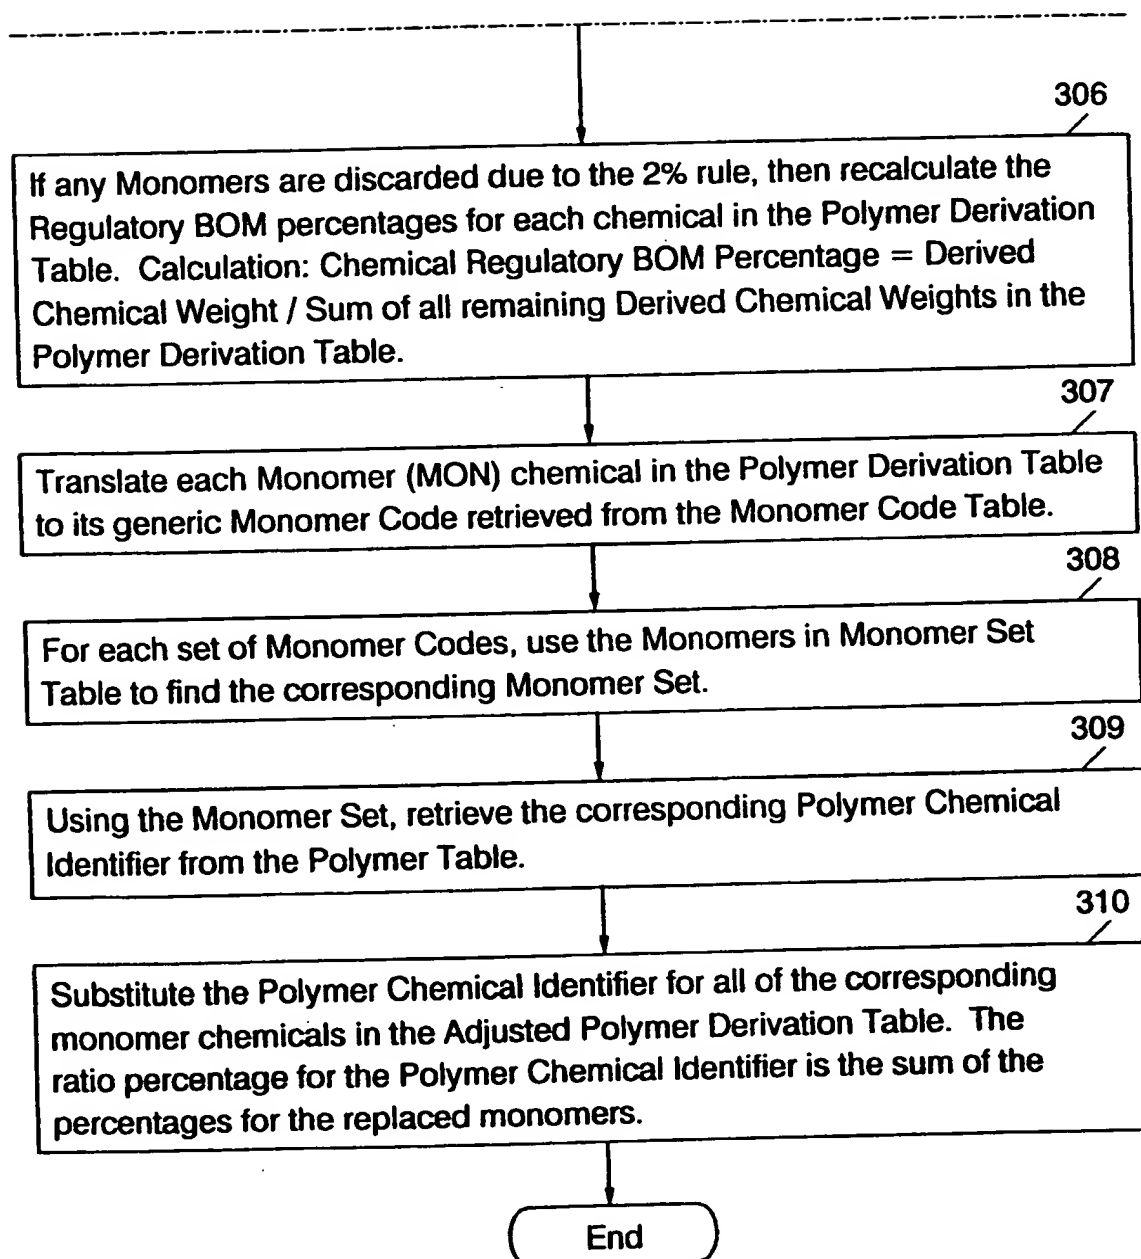 306
If any Monomers are discarded due to the 2% rule, then recalculate the
Regulatory BOM percentages for each chemical in the Polymer Derivation
Table. Calculation: Chemical Regulatory BOM Percentage = Derived
Chemical Weight / Sum of all remaining Derived Chemical Weights in the
Polymer Derivation Table.
307
Translate each Monomer (MON) chemical in the Polymer Derivation Table
to its generic Monomer Code retrieved from the Monomer Code Table.
308
For each set of Monomer Codes, use the Monomers in Monomer Set
Table to find the corresponding Monomer Set.
309
Using the Monomer Set, retrieve the corresponding Polymer Chemical
Identifier from the Polymer Table.
310
Substitute the Polymer Chemical Identifier for all of the corresponding
monomer chemicals in the Adjusted Polymer Derivation Table. The
ratio percentage for the Polymer Chemical Identifier is the sum of the
percentages for the replaced monomers.
End